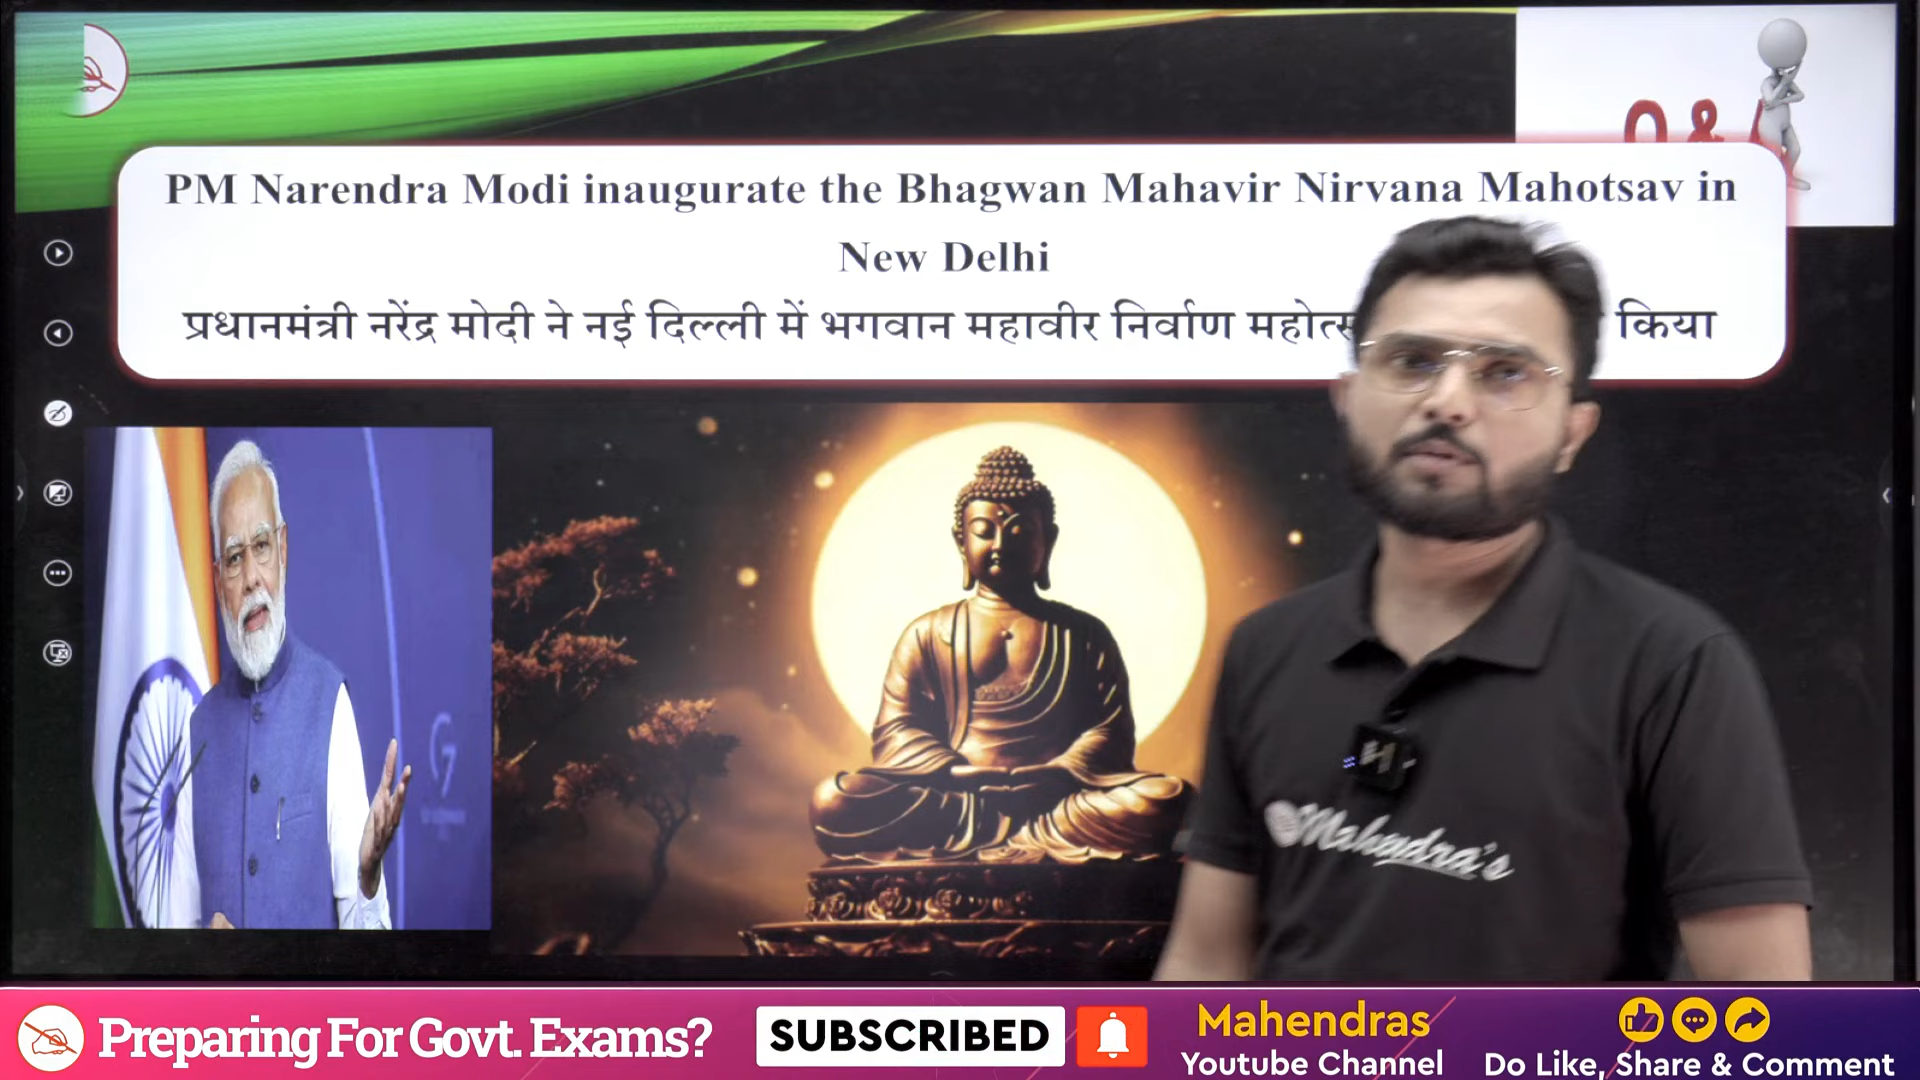 Q &
PM Narendra Modi inaugurate the Bhagwan Mahavir Nirvana Mahotsav in
New Delhi
प्रधानमंत्री नरेंद्र मोदी ने नई दिल्ली में भगवान महावीर निर्वाण किया
G7
Mahendra's
Preparing For Govt. Exams?
SUBSCRIBED
Mahendras
Youtube Channel
Do Like, Share & Comment